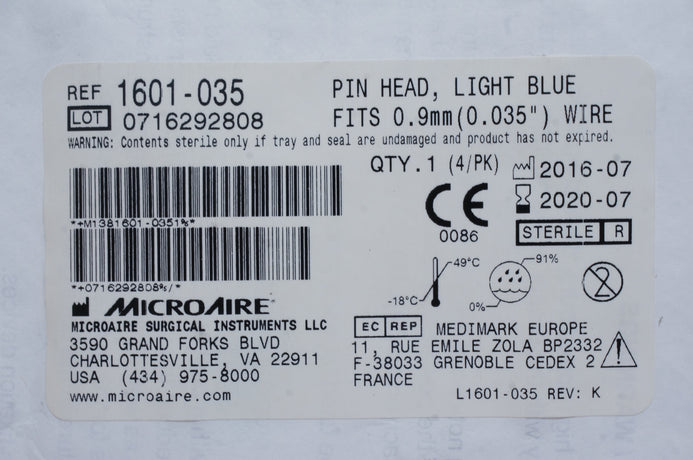 REF 1601-035
LOT 0716292808
PIN HEAD, LIGHT BLUE
FITS 0.9mm(0.035") WIRE
WARNING: Contents sterile only if tray and seal are undamaged and product has not expired.
QTY.1 (4/PK)
2016-07
2020-07
CE
0086
STERILE R
*+M1381601-0351%*
*+0716292808%/*
-18°C
49°C
0%
91%
2
MICROAIRE
MICROAIRE SURGICAL INSTRUMENTS LLC
3590 GRAND FORKS BLVD
CHARLOTTESVILLE, VA 22911
USA (434) 975-8000
www.microaire.com
EC REP MEDIMARK EUROPE
11, RUE EMILE ZOLA BP2332
F-38033 GRENOBLE CEDEX 2
FRANCE
L1601-035 REV: K